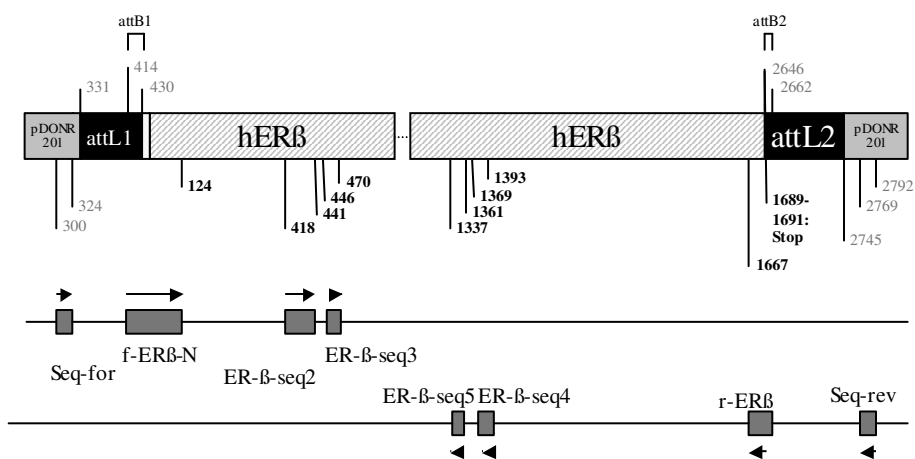 attB1
attB2
414
331
430
2646
2662
pDONR
201
attL1
hERß
...
hERß
attL2
pDONR
201
124
470
446
441
418
324
300
1393
1369
1361
1337
1689-
1691:
Stop
1667
2792
2769
2745
f-ERß-N
Seq-for
ER-ß-seq2
ER-ß-seq3
ER-ß-seq5
ER-ß-seq4
r-ERß
Seq-rev